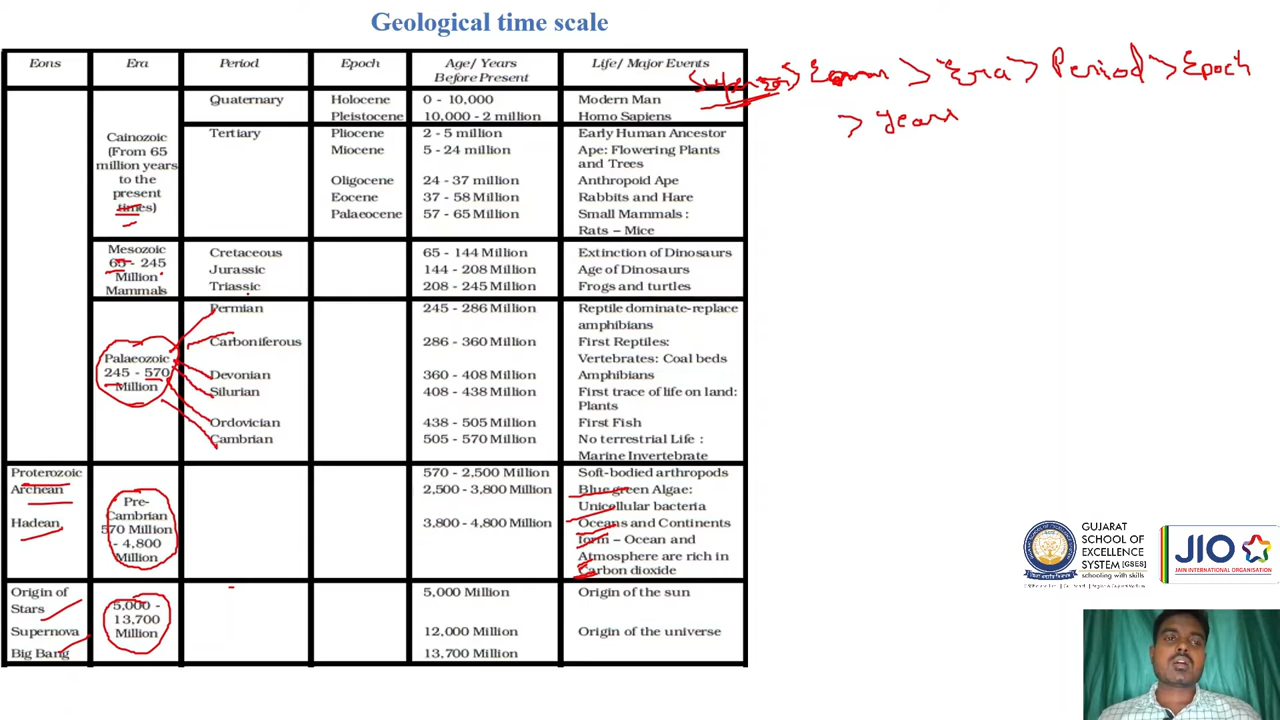 Geological time scale
Eons Era Period Epoch Age/ Years Before Present Life/ Major Events
Quaternary Holocene 0 - 10,000 Modern Man
Pleistocene 10,000 - 2 million Homo Sapiens
Cainozoic (From 65 million years to the present times)
Tertiary Pliocene 2 - 5 million Early Human Ancestor
Miocene 5 - 24 million Ape: Flowering Plants and Trees
Oligocene 24 - 37 million Anthropoid Ape
Eocene 37 - 58 Million Rabbits and Hare
Palaeocene 57 - 65 Million Small Mammals : Rats – Mice
Mesozoic 65 - 245 Million Mammals
Cretaceous 65 - 144 Million Extinction of Dinosaurs
Jurassic 144 - 208 Million Age of Dinosaurs
Triassic 208 - 245 Million Frogs and turtles
Palaeozoic 245 - 570 Million
Permian 245 - 286 Million Reptile dominate-replace amphibians
Carboniferous 286 - 360 Million First Reptiles: Vertebrates: Coal beds
Devonian 360 - 408 Million Amphibians
Silurian 408 - 438 Million First trace of life on land: Plants
Ordovician 438 - 505 Million First Fish
Cambrian 505 - 570 Million No terrestrial Life : Marine Invertebrate
Pre-Cambrian 570 Million - 4,800 Million
Proterozoic 570 - 2,500 Million Soft-bodied arthropods
Archean 2,500 - 3,800 Million Blue green Algae: Unicellular bacteria
Hadean 3,800 - 4,800 Million Oceans and Continents form – Ocean and Atmosphere are rich in Carbon dioxide
Origin of Stars 5,000 - 13,700 Million 5,000 Million Origin of the sun
Supernova 12,000 Million Origin of the universe
Big Bang 13,700 Million
> Era > Period > Epoch
> years
GUJARAT
SCHOOL OF
EXCELLENCE
SYSTEM [GSES]
schooling with skills
JIO
JAIN INTERNATIONAL ORGANISATION